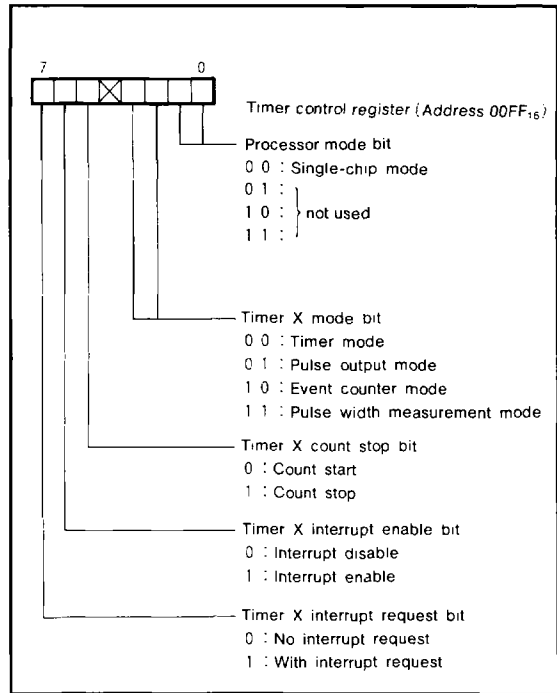 7 0
Timer control register (Address 00FF₁₆)
Processor mode bit
0 0 : Single-chip mode
0 1 :
1 0 : not used
1 1 :
Timer X mode bit
0 0 : Timer mode
0 1 : Pulse output mode
1 0 : Event counter mode
1 1 : Pulse width measurement mode
Timer X count stop bit
0 : Count start
1 : Count stop
Timer X interrupt enable bit
0 : Interrupt disable
1 : Interrupt enable
Timer X interrupt request bit
0 : No interrupt request
1 : With interrupt request